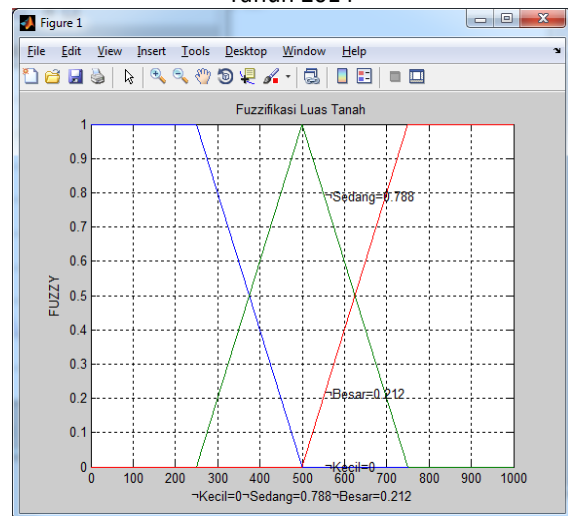 Tanah 2014
Figure 1
File Edit View Insert Tools Desktop Window Help
Fuzzifikasi Luas Tanah
1
0.9
0.8
¬Sedang=0.788
0.7
0.6
FUZZY
0.5
0.4
0.3
0.2
¬Besar=0.212
0.1
0
¬Kecil=0
0 100 200 300 400 500 600 700 800 900 1000
¬Kecil=0¬Sedang=0.788¬Besar=0.212